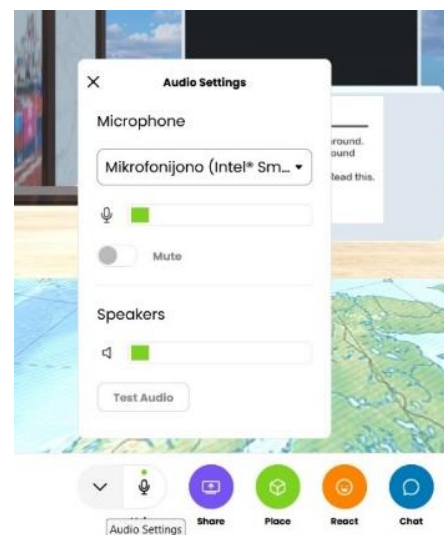 Audio Settings
Microphone
Mikrofonijono (Intel® Sm...
Mute
Speakers
Test Audio
round.
ound
Read this.
Share
Place
React
Chat
Audio Settings